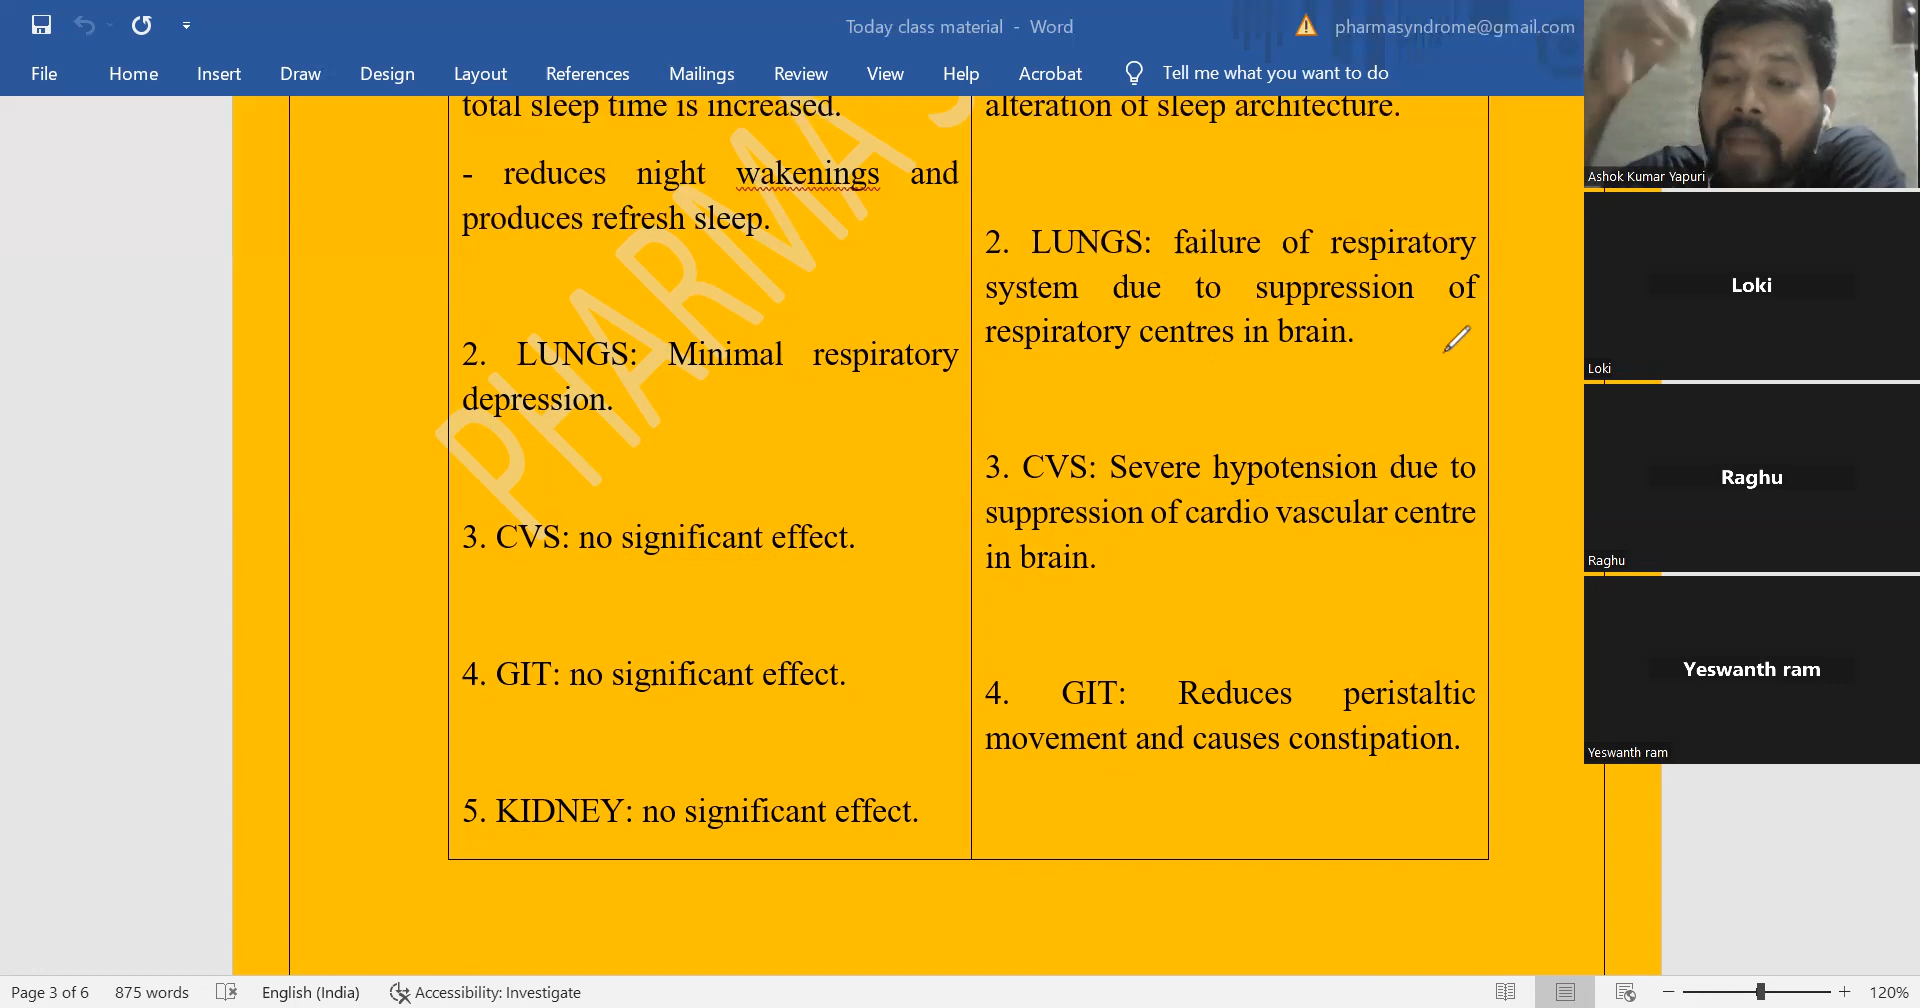 Today class material - Word
pharmasyndrome@gmail.com
File Home Insert Draw Design Layout References Mailings Review View Help Acrobat Tell me what you want to do
total sleep time is increased.
- reduces night wakenings and
produces refresh sleep.
2. LUNGS: Minimal respiratory
depression.
3. CVS: no significant effect.
4. GIT: no significant effect.
5. KIDNEY: no significant effect.
alteration of sleep architecture.
2. LUNGS: failure of respiratory
system due to suppression of
respiratory centres in brain.
3. CVS: Severe hypotension due to
suppression of cardio vascular centre
in brain.
4. GIT: Reduces peristaltic
movement and causes constipation.
PHARMA S
Ashok Kumar Yapuri
Loki
Loki
Raghu
Raghu
Yeswanth ram
Yeswanth ram
Page 3 of 6 875 words English (India) Accessibility: Investigate 120%